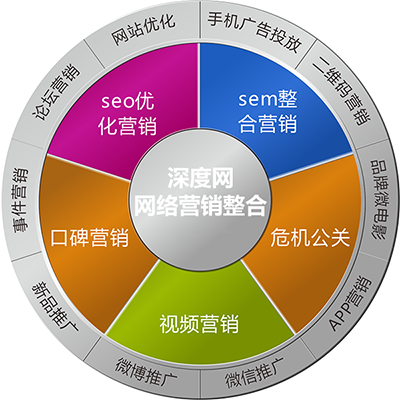 网站优化
手机广告投放
二维码营销
品牌微电影
APP营销
微信推广
微博推广
新品推广
事件营销
论坛营销
seo优
化营销
sem整
合营销
危机公关
视频营销
口碑营销
深度网
网络营销整合